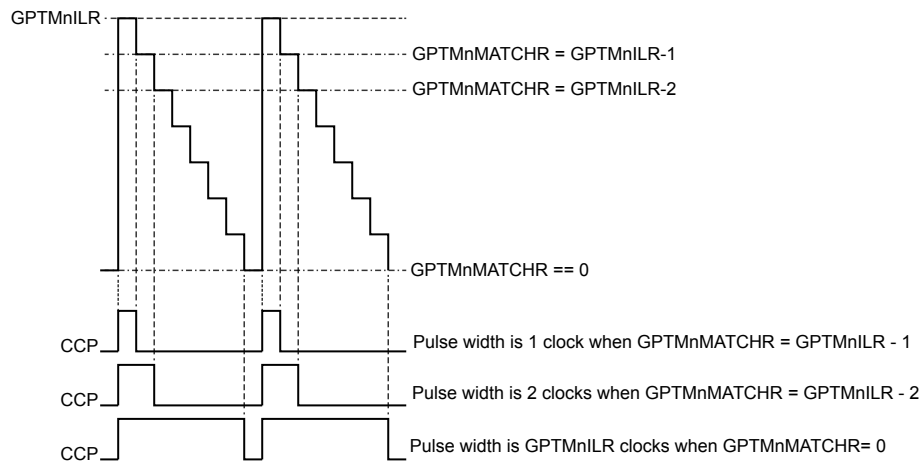 GPTMnILR
GPTMnMATCHR = GPTMnILR-1
GPTMnMATCHR = GPTMnILR-2
GPTMnMATCHR == 0
CCP
Pulse width is 1 clock when GPTMnMATCHR = GPTMnILR - 1
CCP
Pulse width is 2 clocks when GPTMnMATCHR = GPTMnILR - 2
CCP
Pulse width is GPTMnILR clocks when GPTMnMATCHR= 0